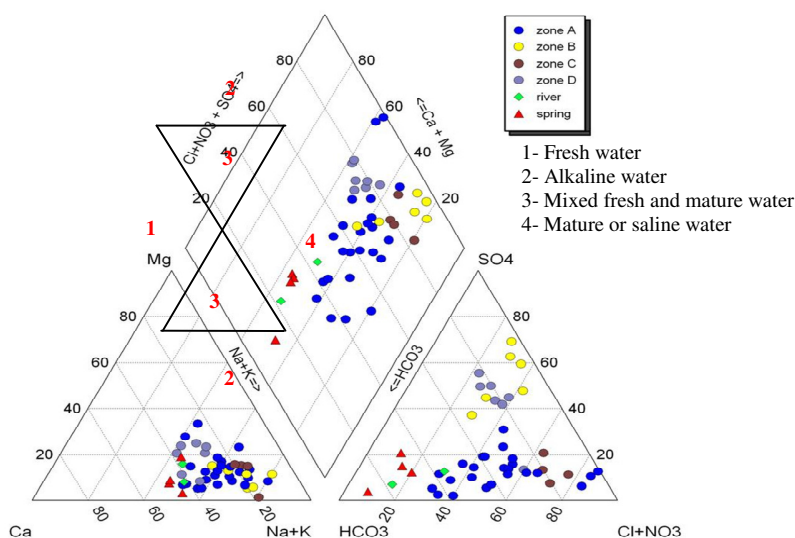 zone A
zone B
zone C
zone D
river
spring
1- Fresh water
2- Alkaline water
3- Mixed fresh and mature water
4- Mature or saline water
80
80
60
60
40
40
20
20
Cl+NO3 + SO4=>
<=Ca + Mg
2
3
1
4
3
2
Mg
SO4
Na+K=>
<=HCO3
80
60
40
20
80
60
40
20
80
60
40
20
20
40
60
80
Ca
Na+K
HCO3
Cl+NO3